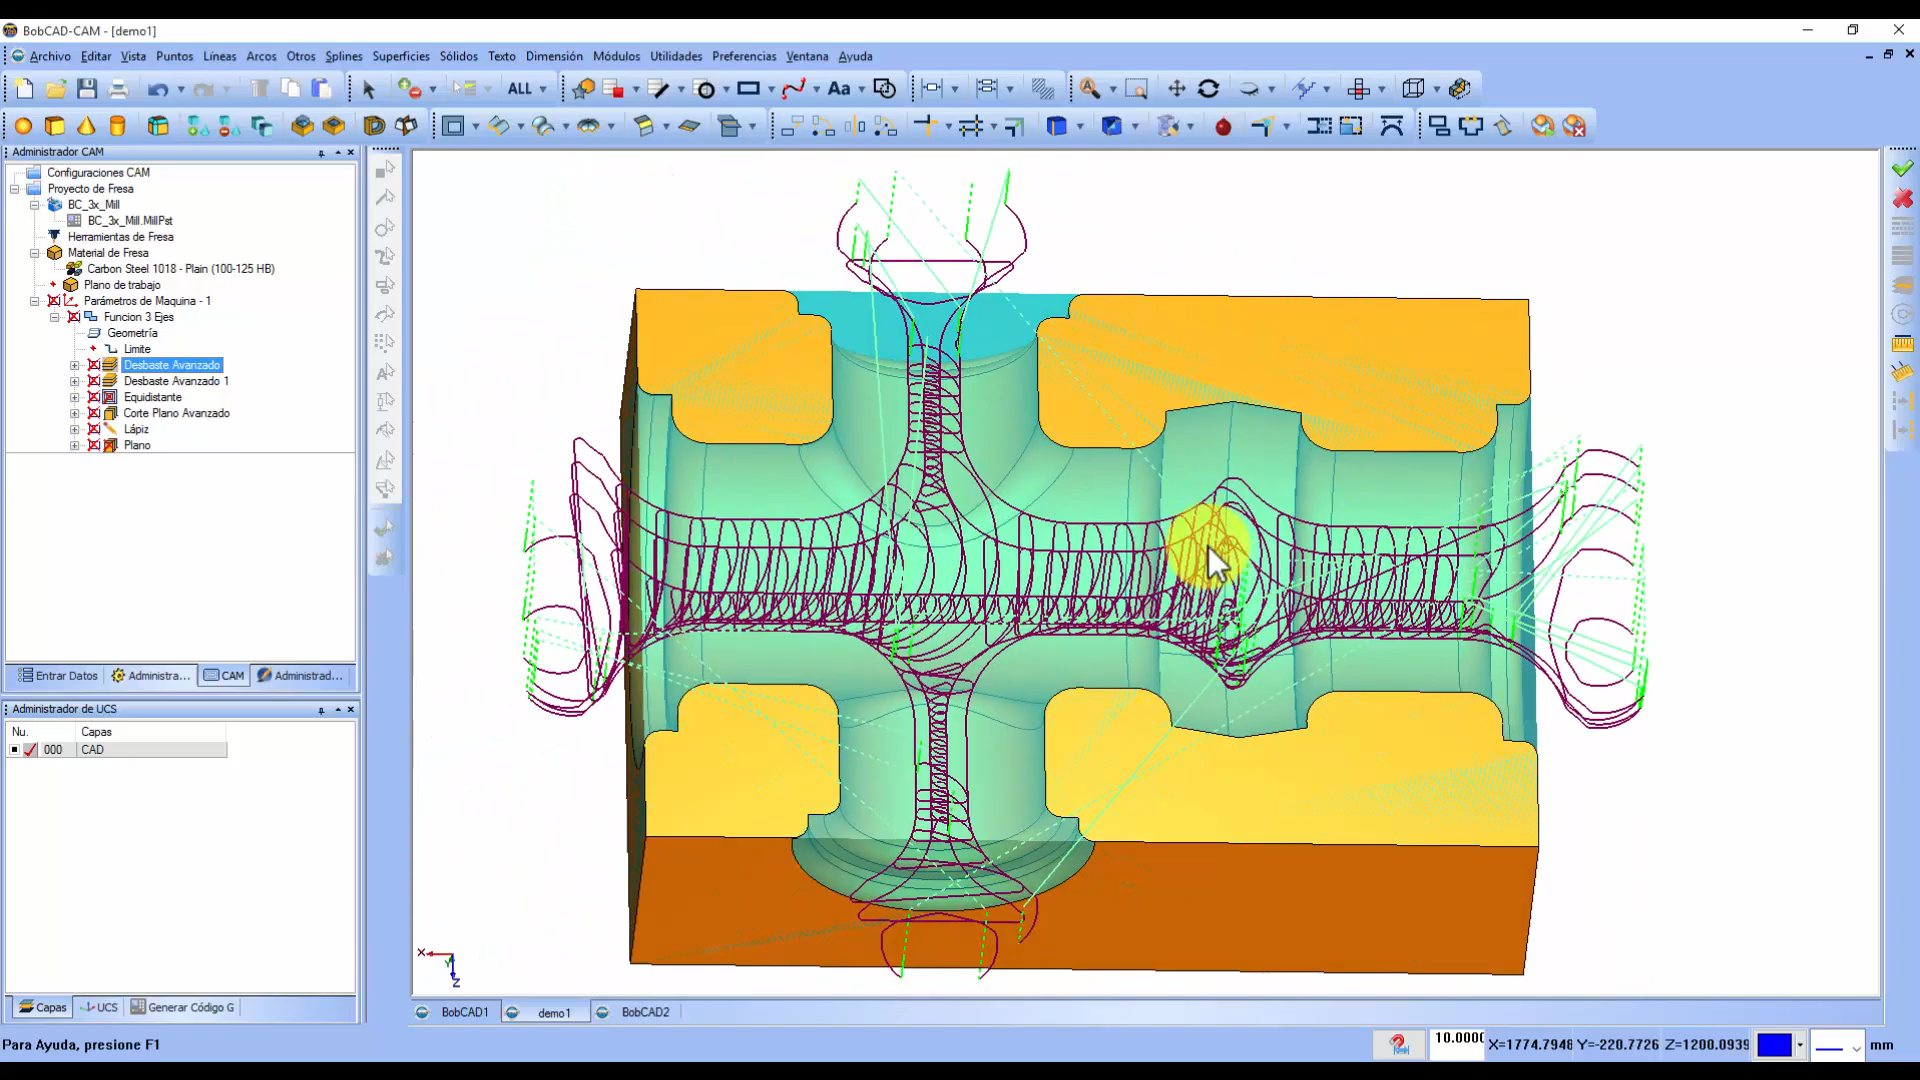 BobCAD-CAM - [demo1]
Archivo Editar Vista Puntos Líneas Arcos Otros Splines Superficies Sólidos Texto Dimensión Módulos Utilidades Preferencias Ventana Ayuda
ALL
Aa
Administrador CAM
Configuraciones CAM
Proyecto de Fresa
BC_3x_Mill
BC_3x_Mill.MillPst
Herramientas de Fresa
Material de Fresa
Carbon Steel 1018 - Plain (100-125 HB)
Plano de trabajo
Parámetros de Maquina - 1
Funcion 3 Ejes
Geometría
Limite
Desbaste Avanzado
Desbaste Avanzado 1
Equidistante
Corte Plano Avanzado
Lápiz
Plano
Entrar Datos Administra... CAM Administrad...
Administrador de UCS
Nu. Capas
000 CAD
X
Y
Z
Capas UCS Generar Código G
BobCAD1 demo1 BobCAD2
Para Ayuda, presione F1
10.0000 X=1774.7948 Y=-220.7726 Z=1200.0939 mm